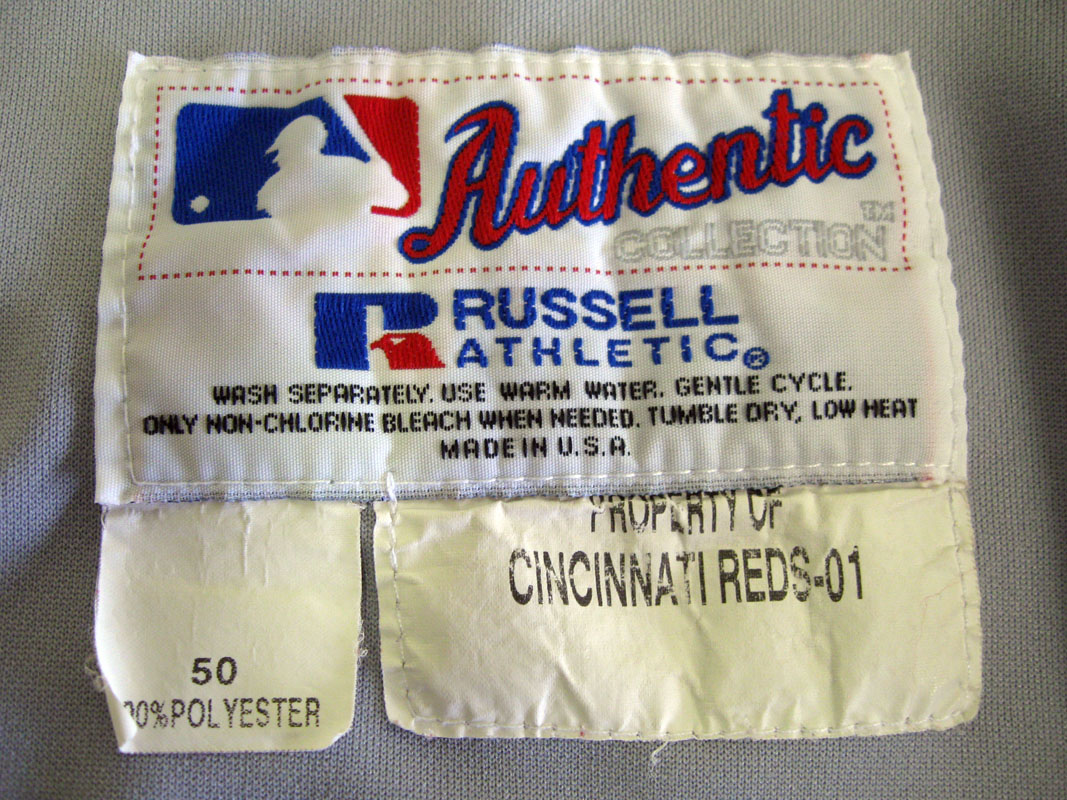 Authentic
COLLECTION™
RUSSELL
ATHLETIC®
WASH SEPARATELY. USE WARM WATER. GENTLE CYCLE.
ONLY NON-CHLORINE BLEACH WHEN NEEDED. TUMBLE DRY, LOW HEAT
MADE IN U.S.A.
PROPERTY OF
CINCINNATI REDS-01
50
00%POLYESTER